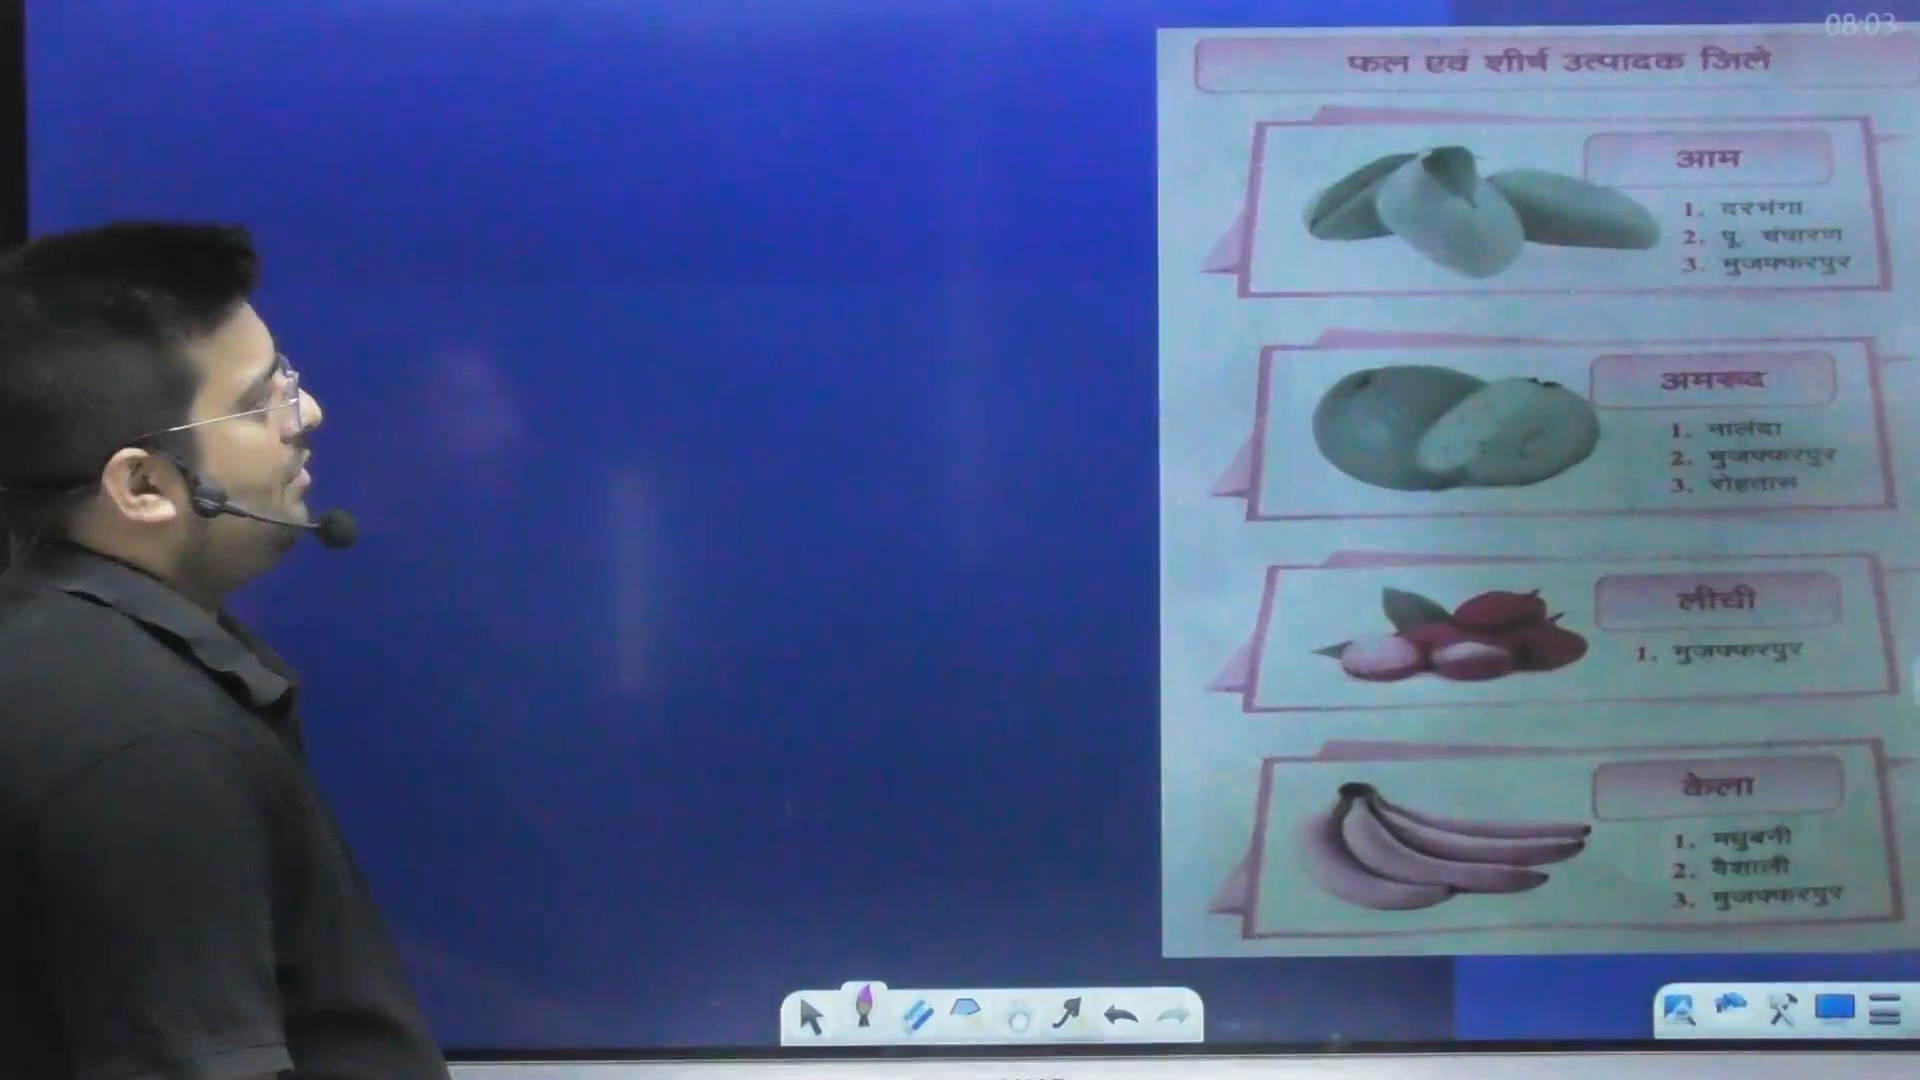 08:03
फल एवं शीर्ष उत्पादक जिले
आम
1. दरभंगा
2. पू. चंपारण
3. मुजफ्फरपुर
अमरूद
1. नालंदा
2. मुजफ्फरपुर
3. रोहतास
लीची
1. मुजफ्फरपुर
केला
1. मधुबनी
2. वैशाली
3. मुजफ्फरपुर